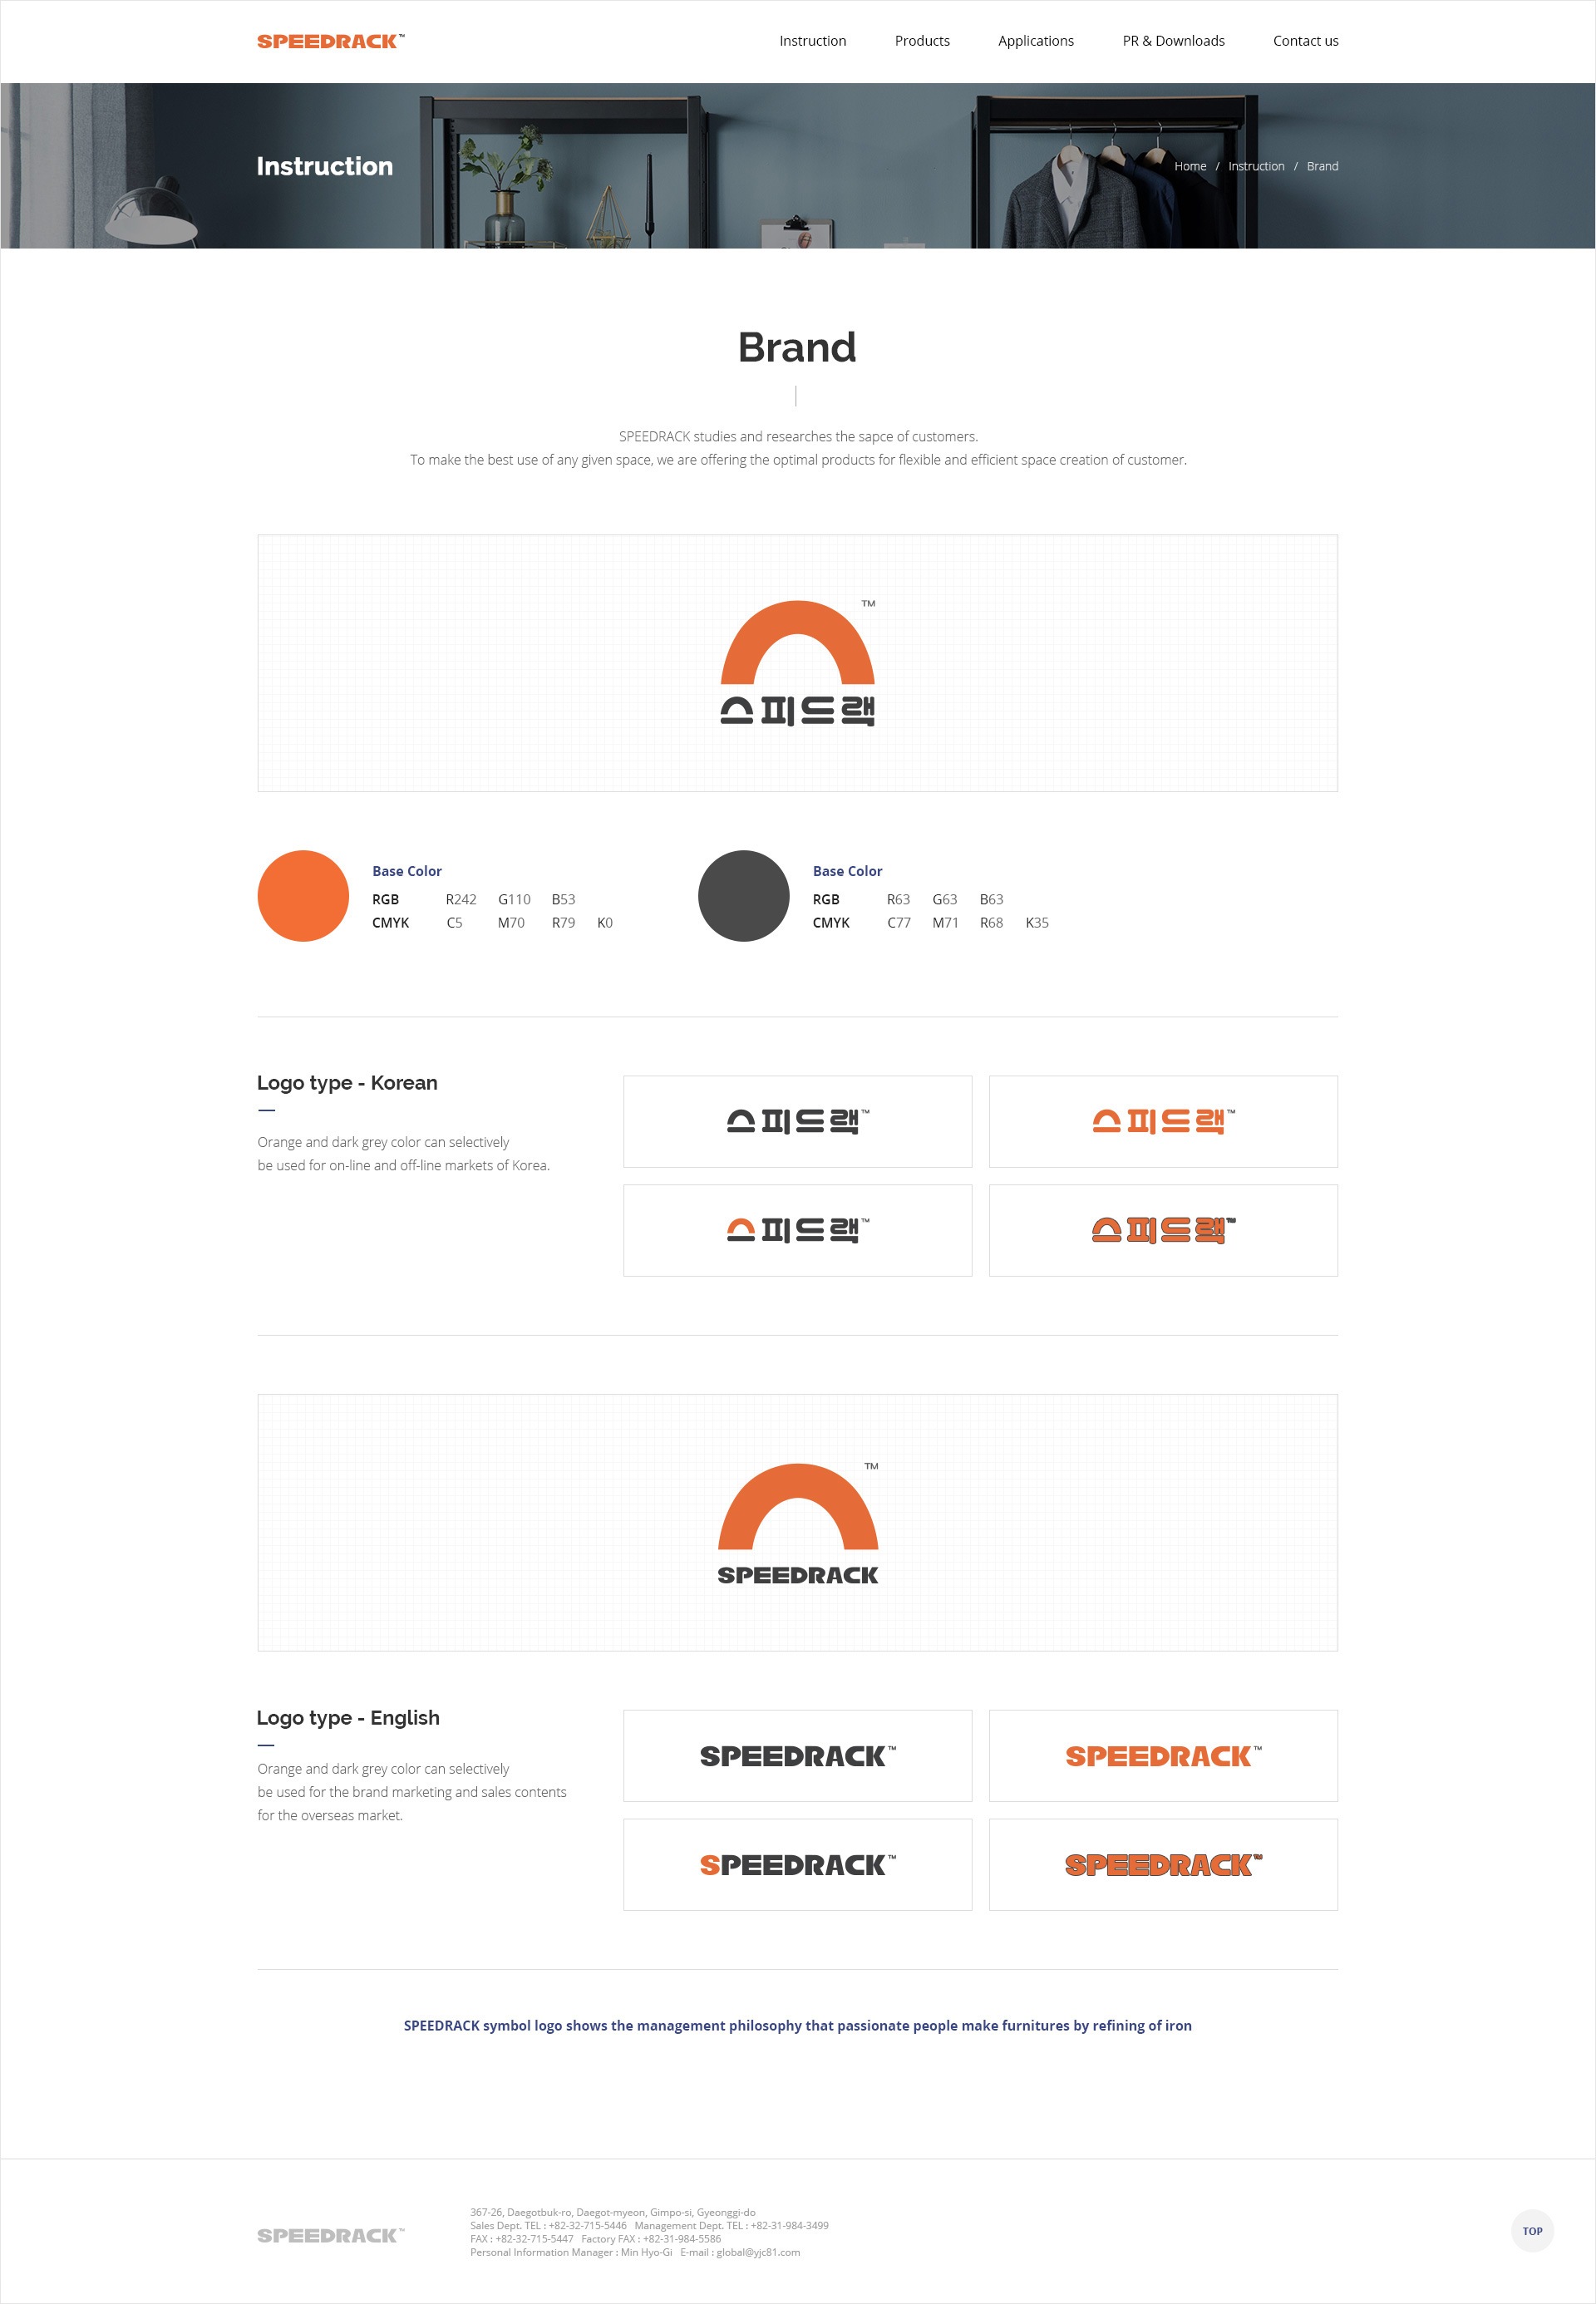 SPEEDRACK™
Instruction Products Applications PR & Downloads Contact us
Instruction
Home / Instruction / Brand
Brand
SPEEDRACK studies and researches the sapce of customers.
To make the best use of any given space, we are offering the optimal products for flexible and efficient space creation of customer.
TM
스피드랙
Base Color
RGB R242 G110 B53
CMYK C5 M70 R79 K0
Base Color
RGB R63 G63 B63
CMYK C77 M71 R68 K35
Logo type - Korean
Orange and dark grey color can selectively
be used for on-line and off-line markets of Korea.
스피드랙™
스피드랙™
스피드랙™
스피드랙™
TM
SPEEDRACK
Logo type - English
Orange and dark grey color can selectively
be used for the brand marketing and sales contents
for the overseas market.
SPEEDRACK™
SPEEDRACK™
SPEEDRACK™
SPEEDRACK™
SPEEDRACK symbol logo shows the management philosophy that passionate people make furnitures by refining of iron
SPEEDRACK™
367-26, Daegotbuk-ro, Daegot-myeon, Gimpo-si, Gyeonggi-do
Sales Dept. TEL : +82-32-715-5446 Management Dept. TEL : +82-31-984-3499
FAX : +82-32-715-5447 Factory FAX : +82-31-984-5586
Personal Information Manager : Min Hyo-Gi E-mail : global@yjc81.com
TOP